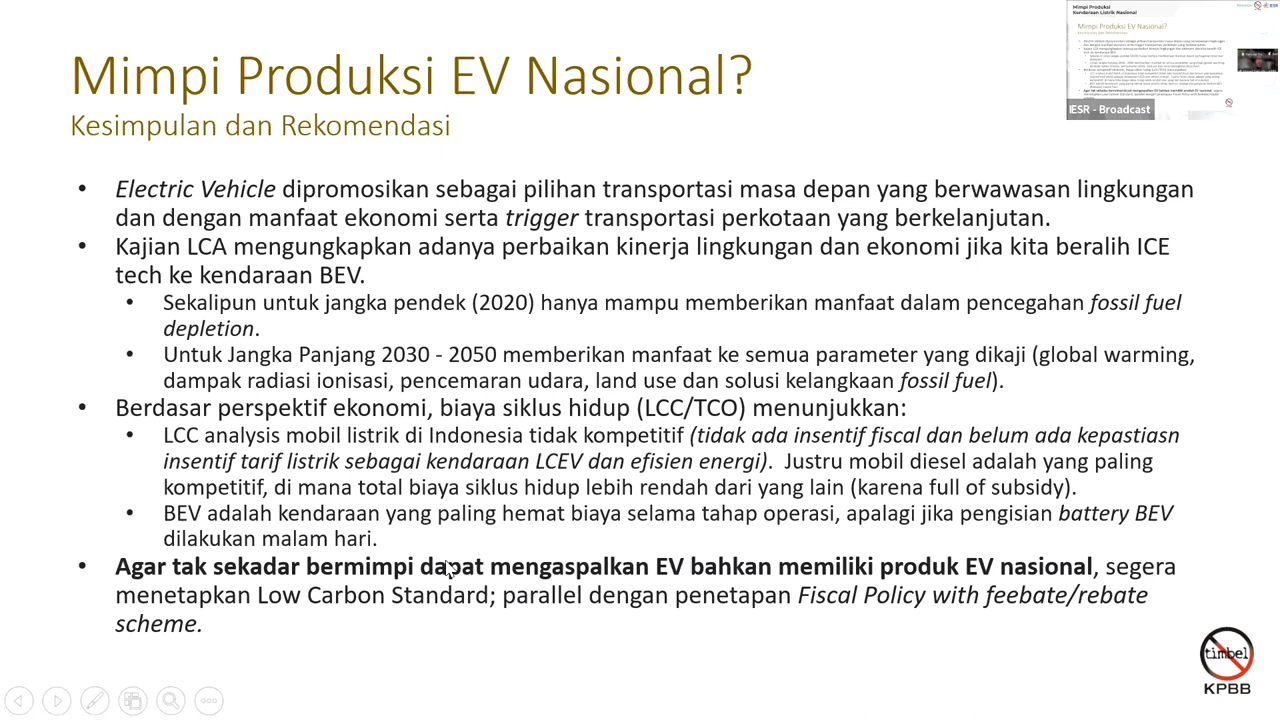 Mimpi Produksi
Kendaraan Listrik Nasional
Mimpi Produksi EV Nasional?
Kesimpulan dan Rekomendasi
IESR - Broadcast
Mimpi Produksi EV Nasional?
Kesimpulan dan Rekomendasi
• Electric Vehicle dipromosikan sebagai pilihan transportasi masa depan yang berwawasan lingkungan
dan dengan manfaat ekonomi serta trigger transportasi perkotaan yang berkelanjutan.
• Kajian LCA mengungkapkan adanya perbaikan kinerja lingkungan dan ekonomi jika kita beralih ICE
tech ke kendaraan BEV.
• Sekalipun untuk jangka pendek (2020) hanya mampu memberikan manfaat dalam pencegahan fossil fuel
depletion.
• Untuk Jangka Panjang 2030 - 2050 memberikan manfaat ke semua parameter yang dikaji (global warming,
dampak radiasi ionisasi, pencemaran udara, land use dan solusi kelangkaan fossil fuel).
• Berdasar perspektif ekonomi, biaya siklus hidup (LCC/TCO) menunjukkan:
• LCC analysis mobil listrik di Indonesia tidak kompetitif (tidak ada insentif fiscal dan belum ada kepastiasn
insentif tarif listrik sebagai kendaraan LCEV dan efisien energi). Justru mobil diesel adalah yang paling
kompetitif, di mana total biaya siklus hidup lebih rendah dari yang lain (karena full of subsidy).
• BEV adalah kendaraan yang paling hemat biaya selama tahap operasi, apalagi jika pengisian battery BEV
dilakukan malam hari.
• Agar tak sekadar bermimpi dapat mengaspalkan EV bahkan memiliki produk EV nasional, segera
menetapkan Low Carbon Standard; parallel dengan penetapan Fiscal Policy with feebate/rebate
scheme.
timbel
KPBB